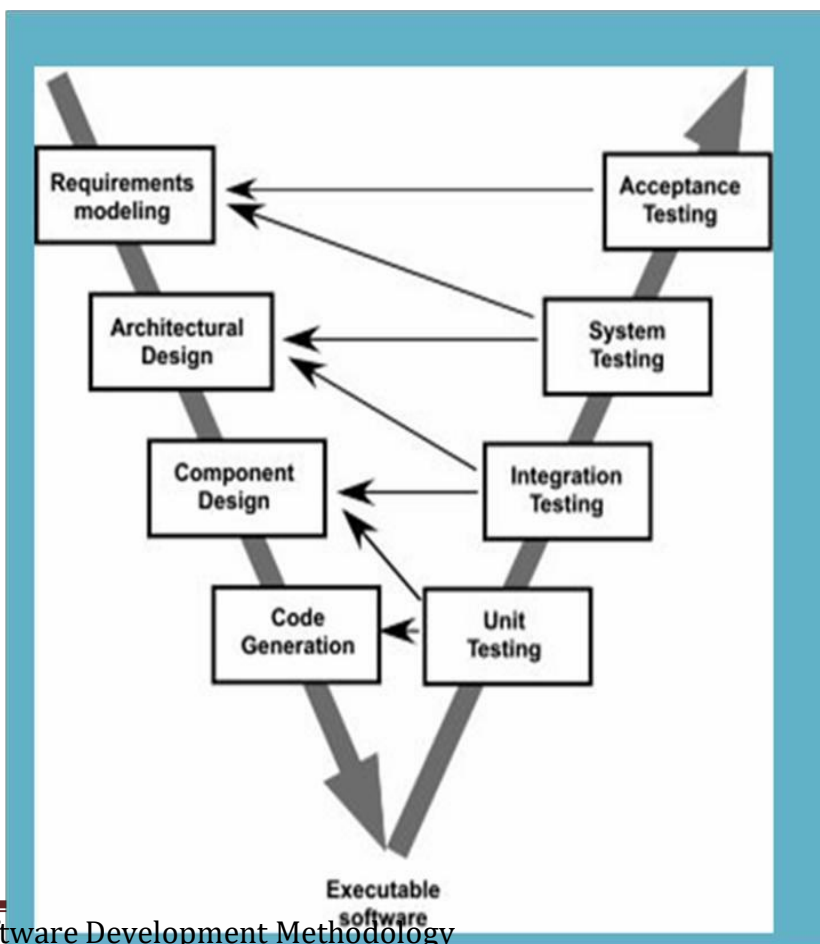 Requirements
modeling
Acceptance
Testing
Architectural
Design
System
Testing
Component
Design
Integration
Testing
Code
Generation
Unit
Testing
Executable
software
tware Development Methodology